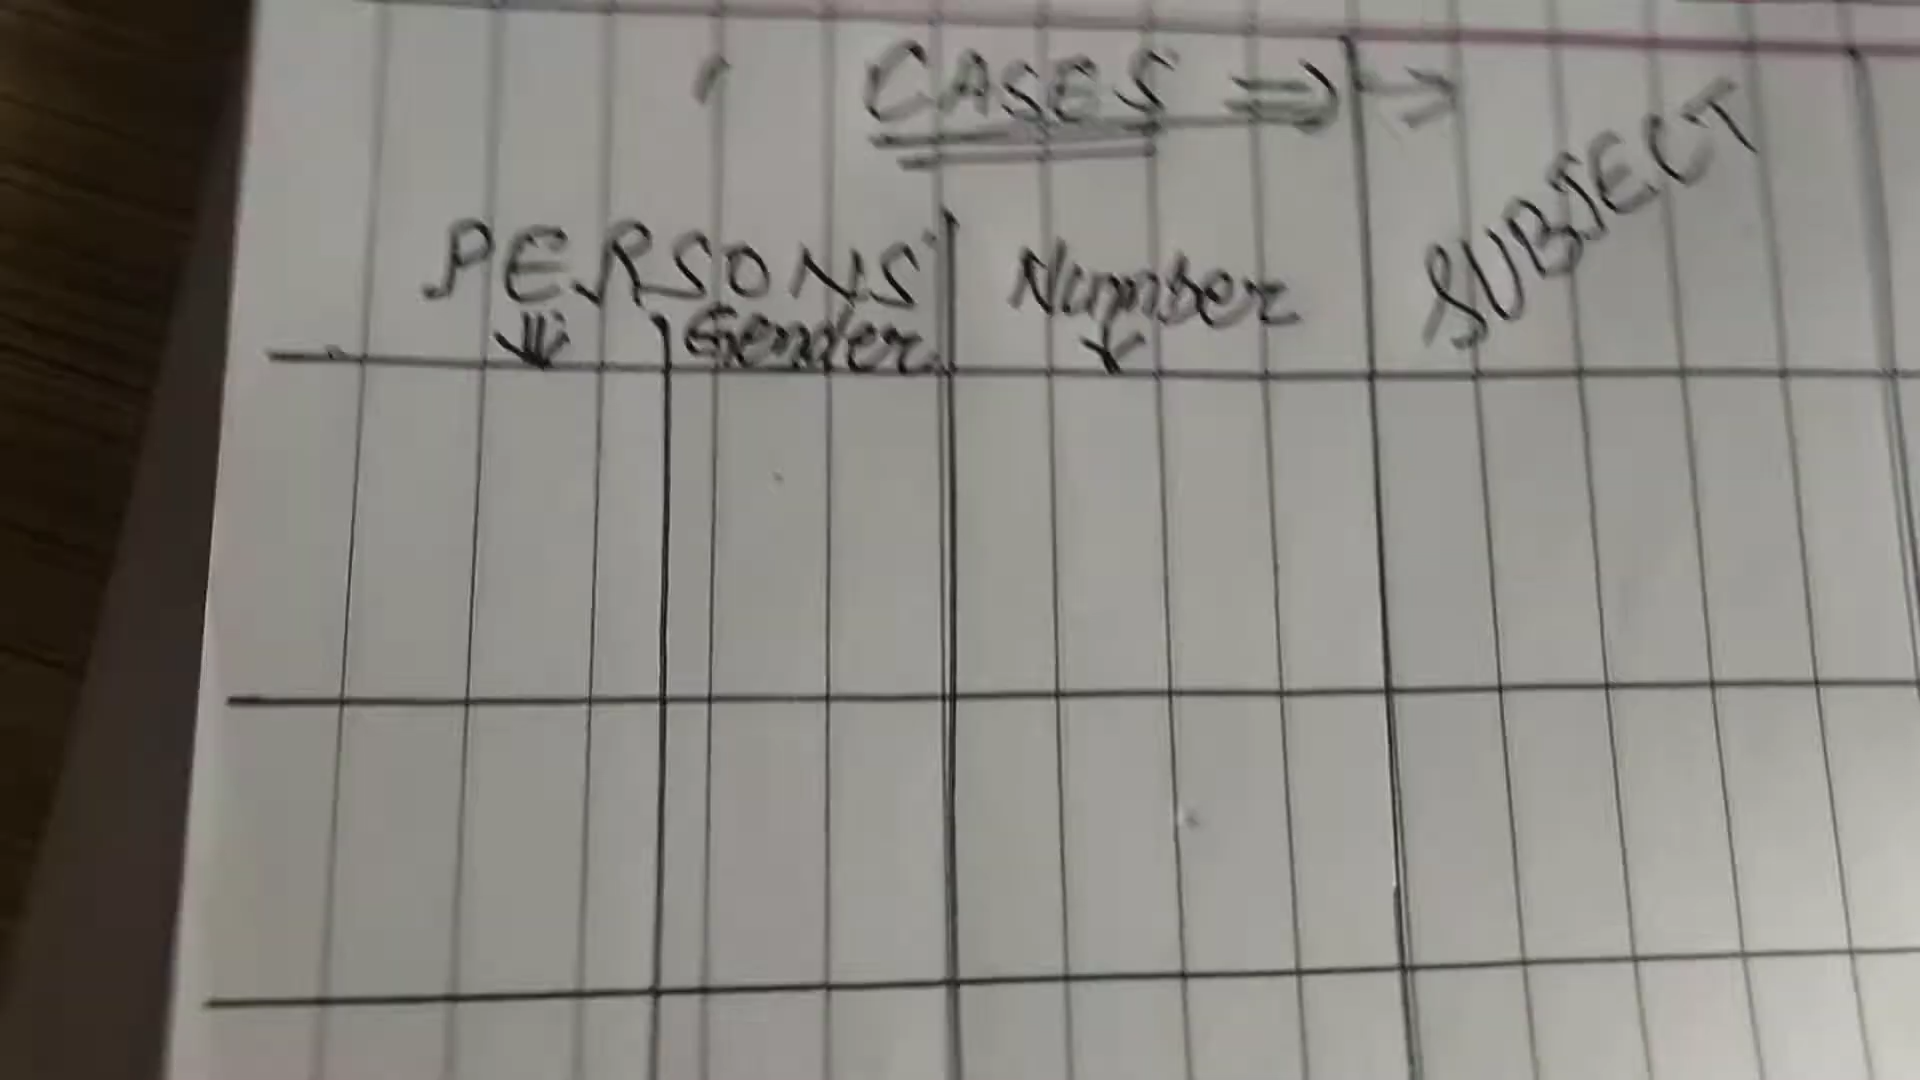 CASES ⇒ →
SUBJECT
PERSONS Number
Gender